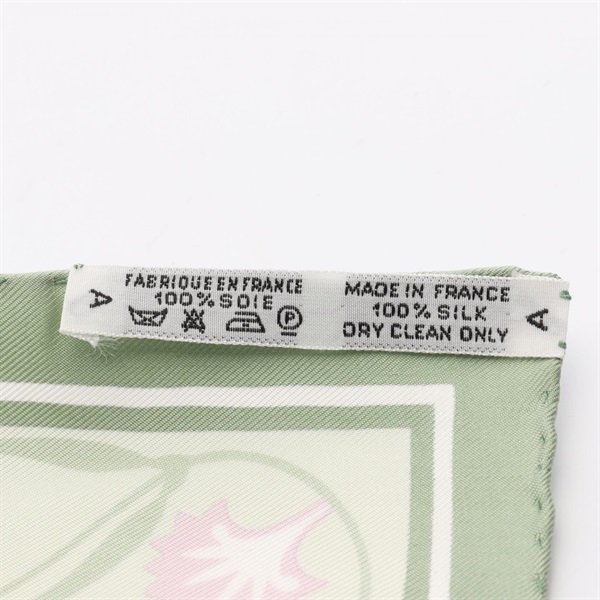 A
FABRIQUE EN FRANCE
100% SOIE
P
MADE IN FRANCE
100% SILK
DRY CLEAN ONLY
A